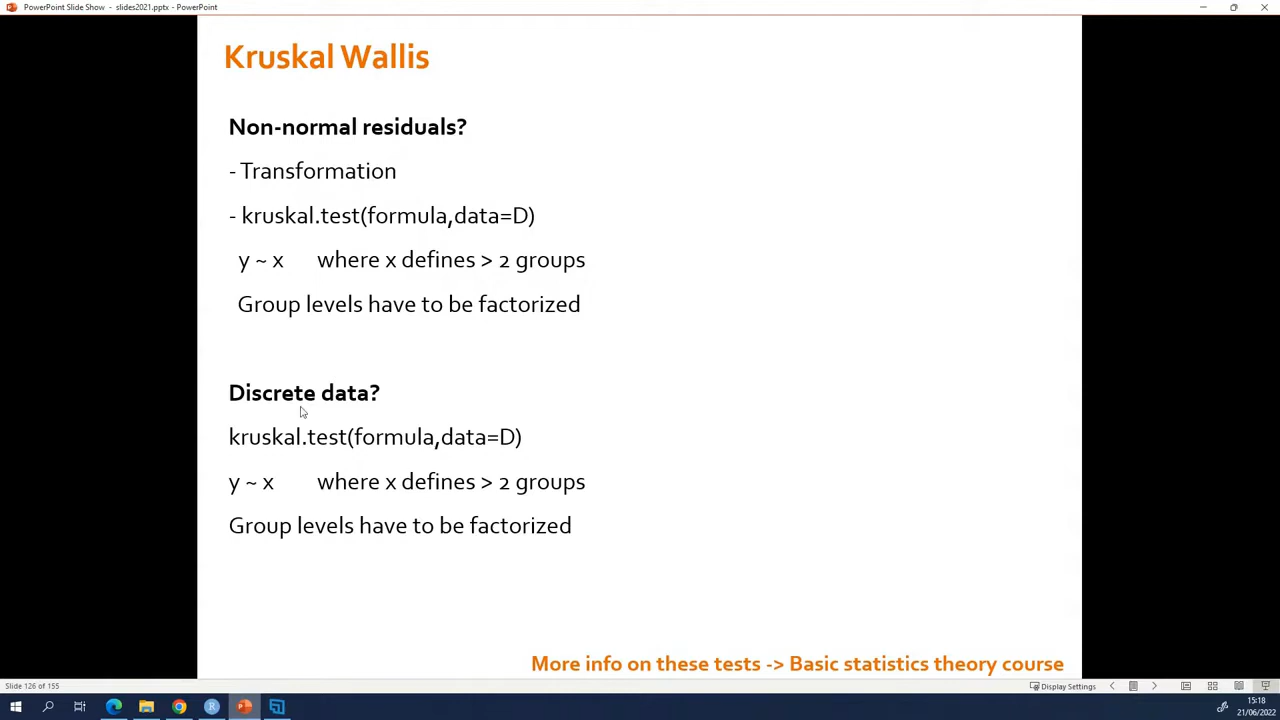 PowerPoint Slide Show - slides2021.pptx - PowerPoint
Kruskal Wallis
Non-normal residuals?
- Transformation
- kruskal.test(formula,data=D)
y ~ x where x defines > 2 groups
Group levels have to be factorized
Discrete data?
kruskal.test(formula,data=D)
y ~ x where x defines > 2 groups
Group levels have to be factorized
More info on these tests -> Basic statistics theory course
Slide 126 of 155
Display Settings
15:18
21/06/2022